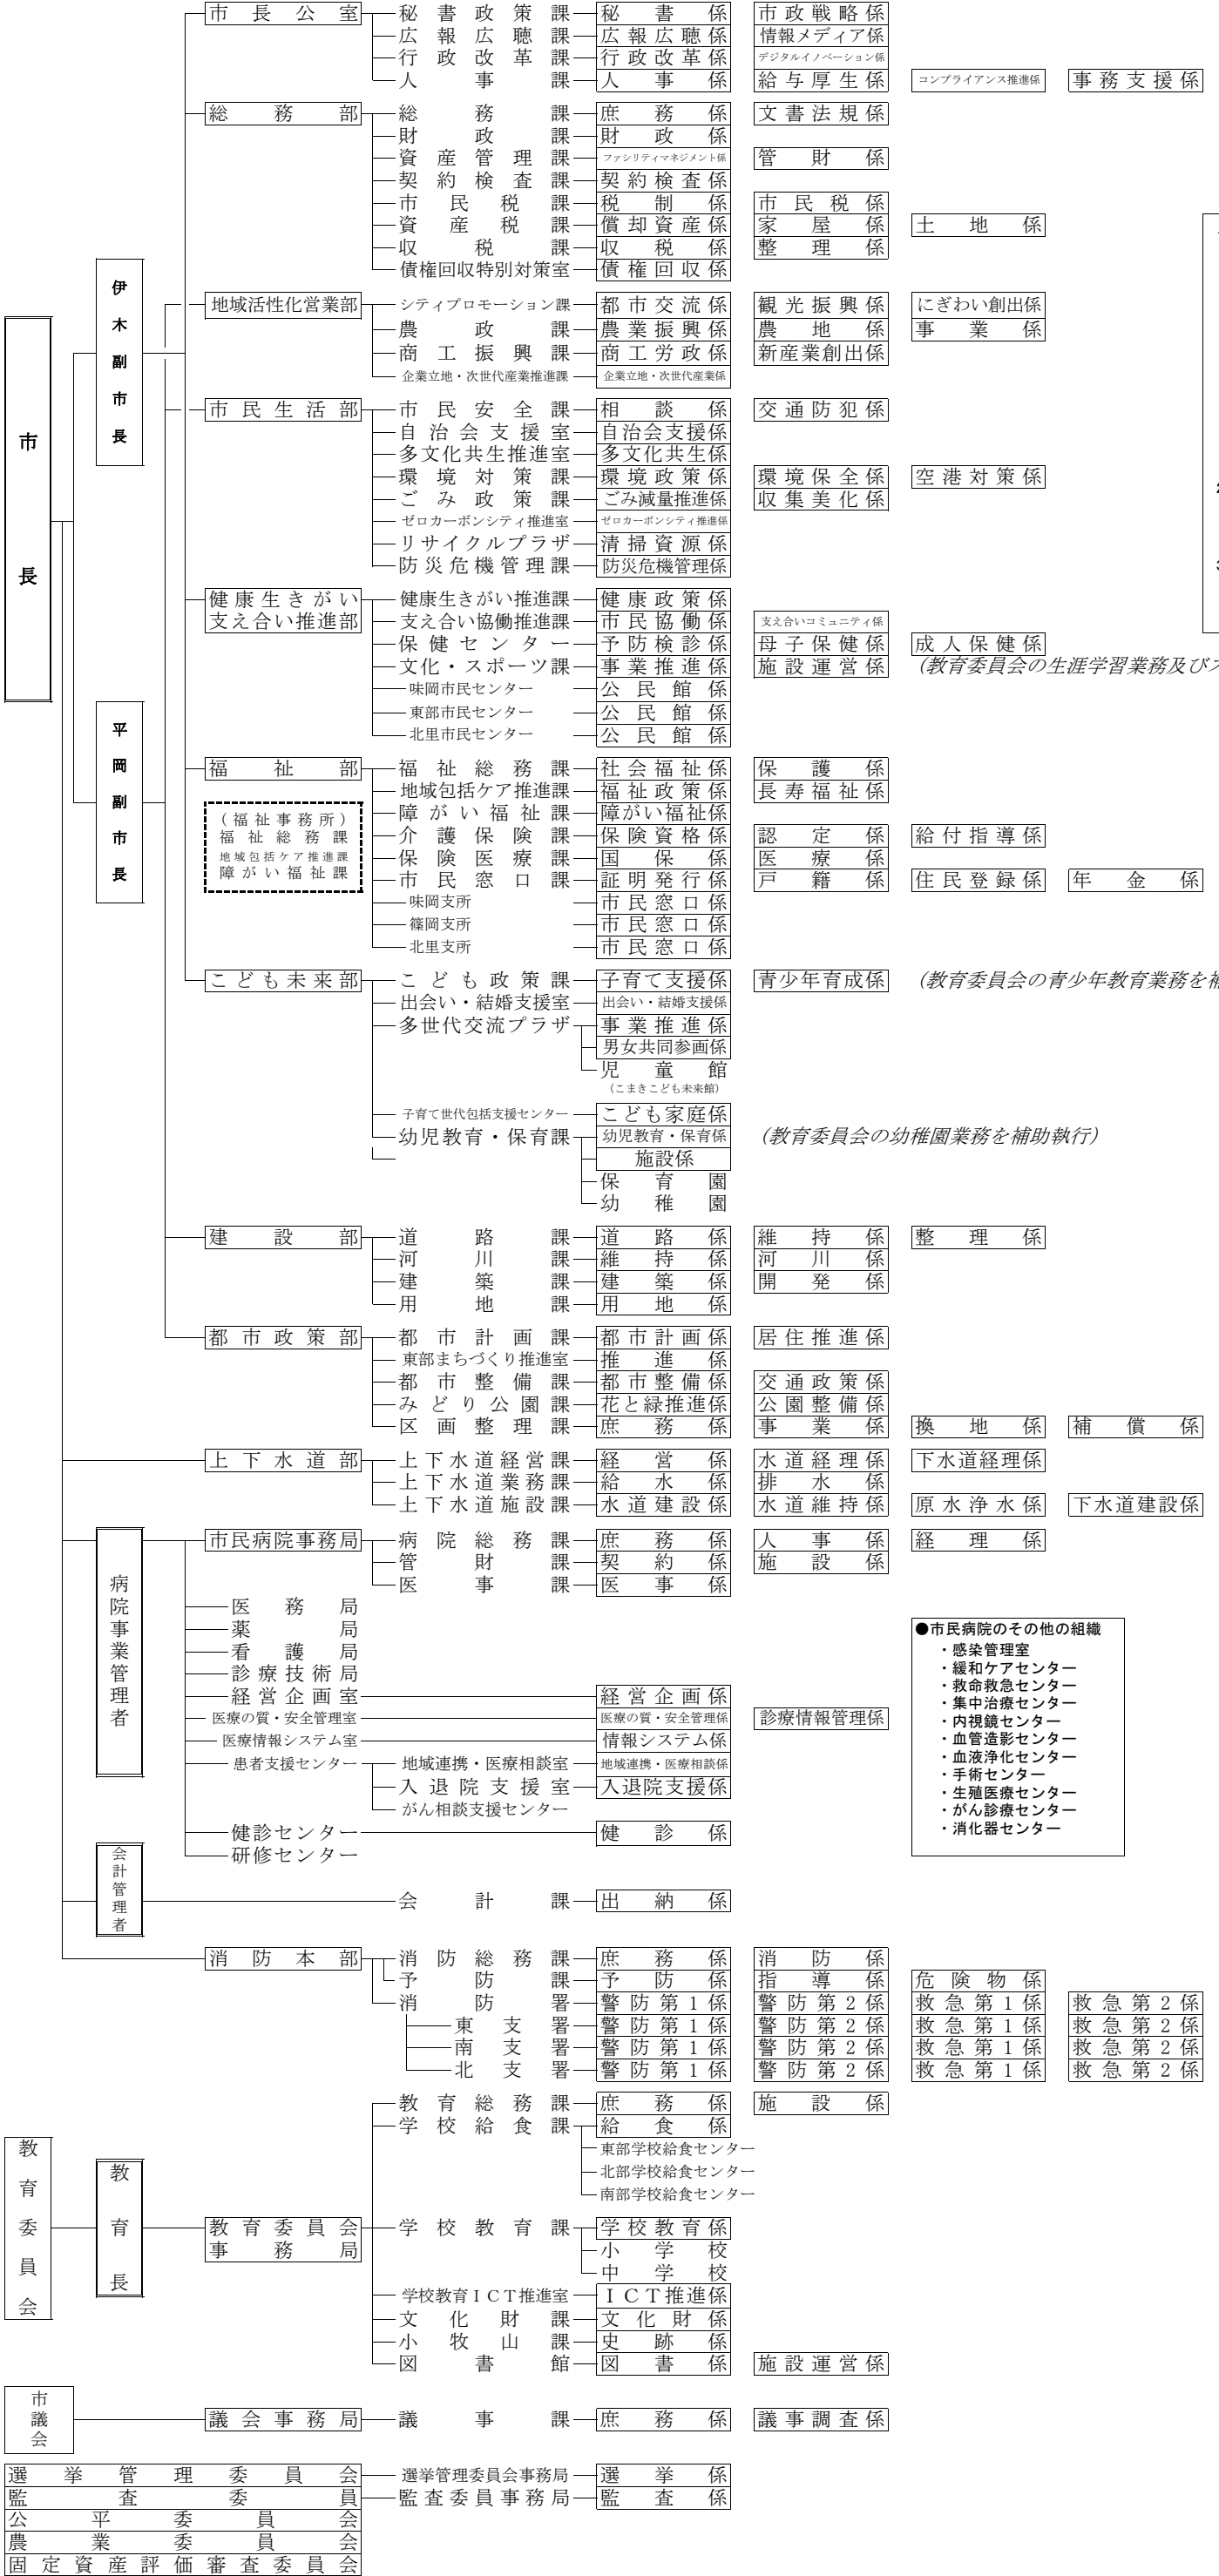 市長公室 秘書政策課 秘書係 市政戦略係
広報広聴課 広報広聴係 情報メディア係
行政改革課 行政改革係 デジタルイノベーション係
人事課 人事係 給与厚生係 コンプライアンス推進係 事務支援係
総務部 総務課 庶務係 文書法規係
財政課 財政係
資産管理課 ファシリティマネジメント係 管財係
契約検査課 契約検査係
市民税課 税制係 市民税係
資産税課 償却資産係 家屋係 土地係
収税課 収税係 整理係
債権回収特別対策室 債権回収係
伊木副市長
地域活性化営業部 シティプロモーション課 都市交流係 観光振興係 にぎわい創出係
農政課 農業振興係 農地係 事業係
商工振興課 商工労政係 新産業創出係
企業立地・次世代産業推進課 企業立地・次世代産業係
市長
市民生活部 市民安全課 相談係 交通防犯係
自治会支援室 自治会支援係
多文化共生推進室 多文化共生係
環境対策課 環境政策係 環境保全係 空港対策係
ごみ政策課 ごみ減量推進係 収集美化係
ゼロカーボンシティ推進室 ゼロカーボンシティ推進係
リサイクルプラザ 清掃資源係
防災危機管理課 防災危機管理係
健康生きがい 健康生きがい推進課 健康政策係
支え合い推進部 支え合い協働推進課 市民協働係 支え合いコミュニティ係
保健センター 予防検診係 母子保健係 成人保健係
文化・スポーツ課 事業推進係 施設運営係 (教育委員会の生涯学習業務及びス
味岡市民センター 公民館係
東部市民センター 公民館係
北里市民センター 公民館係
平岡副市長
福祉部 福祉総務課 社会福祉係 保護係
地域包括ケア推進課 福祉政策係 長寿福祉係
(福祉事務所) 障がい福祉課 障がい福祉係
福祉総務課 介護保険課 保険資格係 認定係 給付指導係
地域包括ケア推進課 保険医療課 国保係 医療係
障がい福祉課 市民窓口課 証明発行係 戸籍係 住民登録係 年金係
味岡支所 市民窓口係
篠岡支所 市民窓口係
北里支所 市民窓口係
こども未来部 こども政策課 子育て支援係 青少年育成係 (教育委員会の青少年教育業務を補
出会い・結婚支援室 出会い・結婚支援係
多世代交流プラザ 事業推進係
男女共同参画係
児童館
(こまきこども未来館)
子育て世代包括支援センター こども家庭係
幼児教育・保育課 幼児教育・保育係 (教育委員会の幼稚園業務を補助執行)
施設係
保育園
幼稚園
建設部 道路課 道路係 維持係 整理係
河川課 維持係 河川係
建築課 建築係 開発係
用地課 用地係
都市政策部 都市計画課 都市計画係 居住推進係
東部まちづくり推進室 推進係
都市整備課 都市整備係 交通政策係
みどり公園課 花と緑推進係 公園整備係
区画整理課 庶務係 事業係 換地係 補償係
上下水道部 上下水道経営課 経営係 水道経理係 下水道経理係
上下水道業務課 給水係 排水係
上下水道施設課 水道建設係 水道維持係 原水浄水係 下水道建設係
病院事業管理者
市民病院事務局 病院総務課 庶務係 人事係 経理係
管財課 契約係 施設係
医事課 医事係
医務局
薬局
看護局
診療技術局
経営企画室 経営企画係
医療の質・安全管理室 医療の質・安全管理係 診療情報管理係
医療情報システム室 情報システム係
患者支援センター 地域連携・医療相談室 地域連携・医療相談係
入退院支援室 入退院支援係
がん相談支援センター
健診センター 健診係
研修センター
●市民病院のその他の組織
・感染管理室
・緩和ケアセンター
・救命救急センター
・集中治療センター
・内視鏡センター
・血管造影センター
・血液浄化センター
・手術センター
・生殖医療センター
・がん診療センター
・消化器センター
会計管理者
会計課 出納係
消防本部 消防総務課 庶務係 消防係
予防課 予防係 指導係 危険物係
消防署 警防第1係 警防第2係 救急第1係 救急第2係
東支署 警防第1係 警防第2係 救急第1係 救急第2係
南支署 警防第1係 警防第2係 救急第1係 救急第2係
北支署 警防第1係 警防第2係 救急第1係 救急第2係
教育総務課 庶務係 施設係
学校給食課 給食係
東部学校給食センター
北部学校給食センター
南部学校給食センター
教育委員会
教育長
教育委員会 学校教育課 学校教育係
事務局 小学校
中学校
学校教育ICT推進室 ICT推進係
文化財課 文化財係
小牧山課 史跡係
図書館 図書係 施設運営係
市議会
議会事務局 議事課 庶務係 議事調査係
選挙管理委員会 選挙管理委員会事務局 選挙係
監査委員 監査委員事務局 監査係
公平委員会
農業委員会
固定資産評価審査委員会